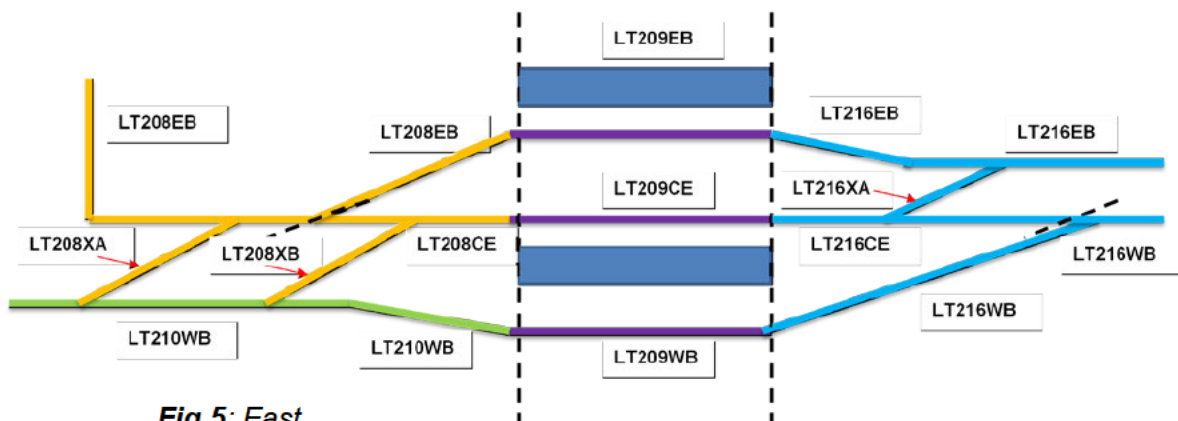 LT209EB
LT208EB
LT208EB
LT216EB
LT216EB
LT209CE
LT216XA
LT208XA
LT208XB
LT208CE
LT216CE
LT216WB
LT216WB
LT210WB
LT210WB
LT209WB
Fig 5: East